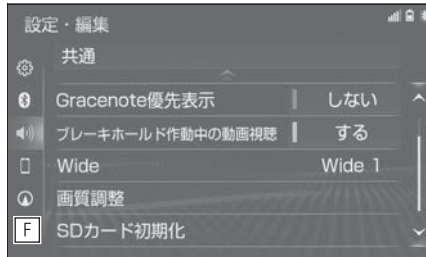 設定・編集
共通
Gracenote優先表示 しない
ブレーキホールド作動中の動画視聴 する
Wide Wide 1
画質調整
F SDカード初期化